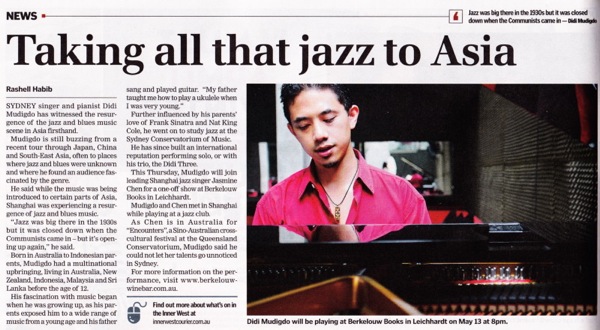 NEWS
Jazz was big there in the 1930s but it was closed
down when the Communists came in — Didi Mudigdo
Taking all that jazz to Asia
Rashell Habib
SYDNEY singer and pianist Didi
Mudigdo has witnessed the resur-
gence of the jazz and blues music
scene in Asia firsthand.
Mudigdo is still buzzing from a
recent tour through Japan, China
and South-East Asia, often to places
where jazz and blues were unknown
and where he found an audience fas-
cinated by the genre.
He said while the music was being
introduced to certain parts of Asia,
Shanghai was experiencing a resur-
gence of jazz and blues music.
"Jazz was big there in the 1930s
but it was closed down when the
Communists came in – but it's open-
ing up again," he said.
Born in Australia to Indonesian par-
ents, Mudigdo had a multinational
upbringing, living in Australia, New
Zealand, Indonesia, Malaysia and Sri
Lanka before the age of 12.
His fascination with music began
when he was growing up, as his par-
ents exposed him to a wide range of
music from a young age and his father
sang and played guitar. "My father
taught me how to play a ukulele when
I was very young."
Further influenced by his parents'
love of Frank Sinatra and Nat King
Cole, he went on to study jazz at the
Sydney Conservatorium of Music.
He has since built an international
reputation performing solo, or with
his trio, the Didi Three.
This Thursday, Mudigdo will join
leading Shanghai jazz singer Jasmine
Chen for a one-off show at Berkelouw
Books in Leichhardt.
Mudigdo and Chen met in Shanghai
while playing at a jazz club.
As Chen is in Australia for
"Encounters", a Sino-Australian cross-
cultural festival at the Queensland
Conservatorium, Mudigdo said he
could not let her talents go unnoticed
in Sydney.
For more information on the per-
formance, visit www.berkelouw-
winebar.com.au.
Find out more about what's on in
the Inner West at
innerwestcourier.com.au
Didi Mudigdo will be playing at Berkelouw Books in Leichhardt on May 13 at 8pm.